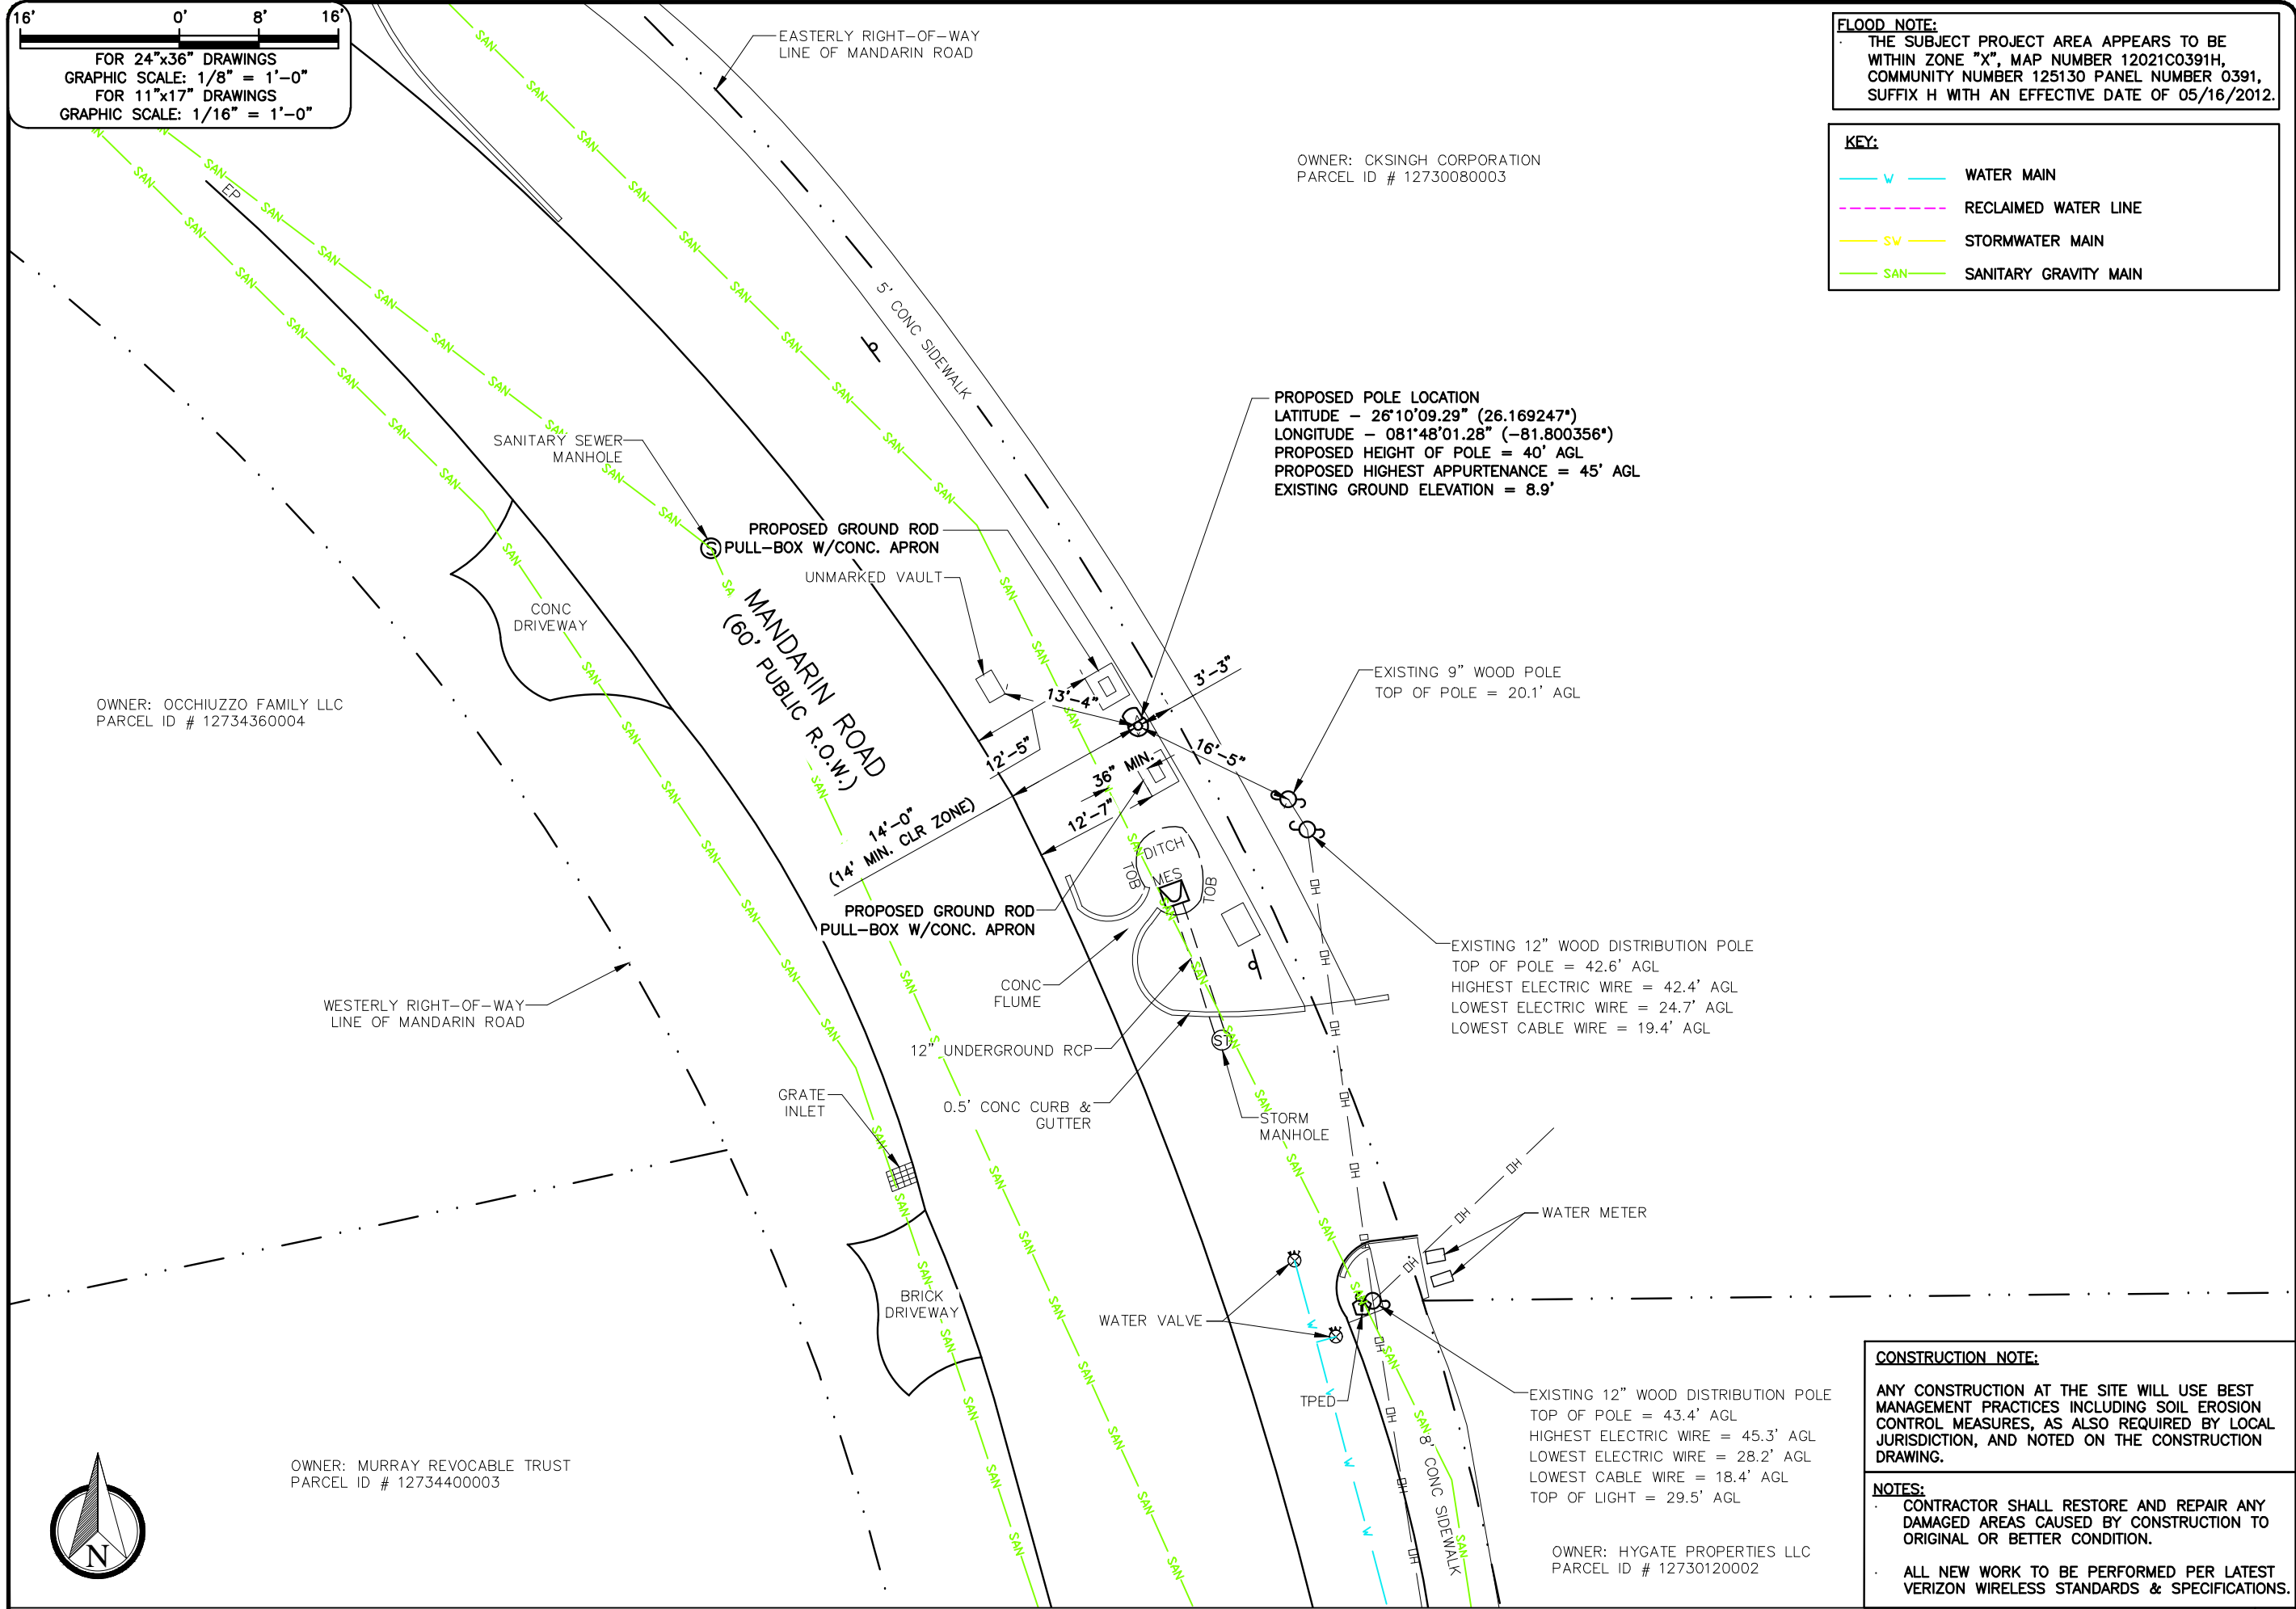 16' 0' 8' 16'
FOR 24"x36" DRAWINGS
GRAPHIC SCALE: 1/8" = 1'-0"
FOR 11"x17" DRAWINGS
GRAPHIC SCALE: 1/16" = 1'-0"
EASTERLY RIGHT-OF-WAY
LINE OF MANDARIN ROAD
FLOOD NOTE:
THE SUBJECT PROJECT AREA APPEARS TO BE
WITHIN ZONE "X", MAP NUMBER 12021C0391H,
COMMUNITY NUMBER 125130 PANEL NUMBER 0391,
SUFFIX H WITH AN EFFECTIVE DATE OF 05/16/2012.
KEY:
W WATER MAIN
RECLAIMED WATER LINE
SW STORMWATER MAIN
SAN SANITARY GRAVITY MAIN
OWNER: CKSINGH CORPORATION
PARCEL ID # 12730080003
EP
5' CONC SIDEWALK
PROPOSED POLE LOCATION
LATITUDE - 26°10'09.29" (26.169247°)
LONGITUDE - 081°48'01.28" (-81.800356°)
PROPOSED HEIGHT OF POLE = 40' AGL
PROPOSED HIGHEST APPURTENANCE = 45' AGL
EXISTING GROUND ELEVATION = 8.9'
SANITARY SEWER
MANHOLE
S
PROPOSED GROUND ROD
PULL-BOX W/CONC. APRON
UNMARKED VAULT
CONC
DRIVEWAY
MANDARIN ROAD
(60' PUBLIC R.O.W.)
OWNER: OCCHIUZZO FAMILY LLC
PARCEL ID # 12734360004
13'-4"
3'-3"
12'-5"
16'-5"
36" MIN.
12'-7"
14'-0"
(14' MIN. CLR ZONE)
EXISTING 9" WOOD POLE
TOP OF POLE = 20.1' AGL
DITCH
TOB
MES
TOB
PROPOSED GROUND ROD
PULL-BOX W/CONC. APRON
EXISTING 12" WOOD DISTRIBUTION POLE
TOP OF POLE = 42.6' AGL
HIGHEST ELECTRIC WIRE = 42.4' AGL
LOWEST ELECTRIC WIRE = 24.7' AGL
LOWEST CABLE WIRE = 19.4' AGL
CONC
FLUME
WESTERLY RIGHT-OF-WAY
LINE OF MANDARIN ROAD
12" UNDERGROUND RCP
ST
GRATE
INLET
0.5' CONC CURB &
GUTTER
STORM
MANHOLE
OH
WATER METER
BRICK
DRIVEWAY
WATER VALVE
TPED
EXISTING 12" WOOD DISTRIBUTION POLE
TOP OF POLE = 43.4' AGL
HIGHEST ELECTRIC WIRE = 45.3' AGL
LOWEST ELECTRIC WIRE = 28.2' AGL
LOWEST CABLE WIRE = 18.4' AGL
TOP OF LIGHT = 29.5' AGL
8' CONC SIDEWALK
OWNER: MURRAY REVOCABLE TRUST
PARCEL ID # 12734400003
N
OWNER: HYGATE PROPERTIES LLC
PARCEL ID # 12730120002
CONSTRUCTION NOTE:
ANY CONSTRUCTION AT THE SITE WILL USE BEST
MANAGEMENT PRACTICES INCLUDING SOIL EROSION
CONTROL MEASURES, AS ALSO REQUIRED BY LOCAL
JURISDICTION, AND NOTED ON THE CONSTRUCTION
DRAWING.
NOTES:
· CONTRACTOR SHALL RESTORE AND REPAIR ANY
DAMAGED AREAS CAUSED BY CONSTRUCTION TO
ORIGINAL OR BETTER CONDITION.
· ALL NEW WORK TO BE PERFORMED PER LATEST
VERIZON WIRELESS STANDARDS & SPECIFICATIONS.